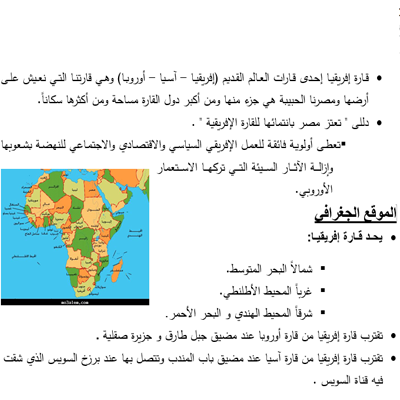 • قارة إفريقيا إحدى قارات العالم القديم (إفريقيا – آسيا – أوروبا) وهي قارتنا التي نعيش على
أرضها ومصرنا الحبيبة هي جزء منها ومن أكبر دول القارة مساحة ومن أكثرها سكاناً.
• دللى " تعتز مصر بانتمائها للقارة الإفريقية " .
▪تعطى أولوية فائقة للعمل الإفريقي السياسي والاقتصادي والاجتماعي للنهضة بشعوبها
وإزالة الآثار السيئة التي تركها الاستعمار
الأوروبي.
الموقع الجغرافي
• يحد قارة إفريقيا:
▪ شمالاً البحر المتوسط.
▪ غرباً المحيط الأطلنطي.
▪ شرقاً المحيط الهندي و البحر الأحمر.
• تقترب قارة إفريقيا من قارة أوروبا عند مضيق جبل طارق و جزيرة صقلية .
• تقترب قارة إفريقيا من قارة آسيا عند مضيق باب المندب وتتصل بها عند برزخ السويس الذي شقت
فيه قناة السويس .